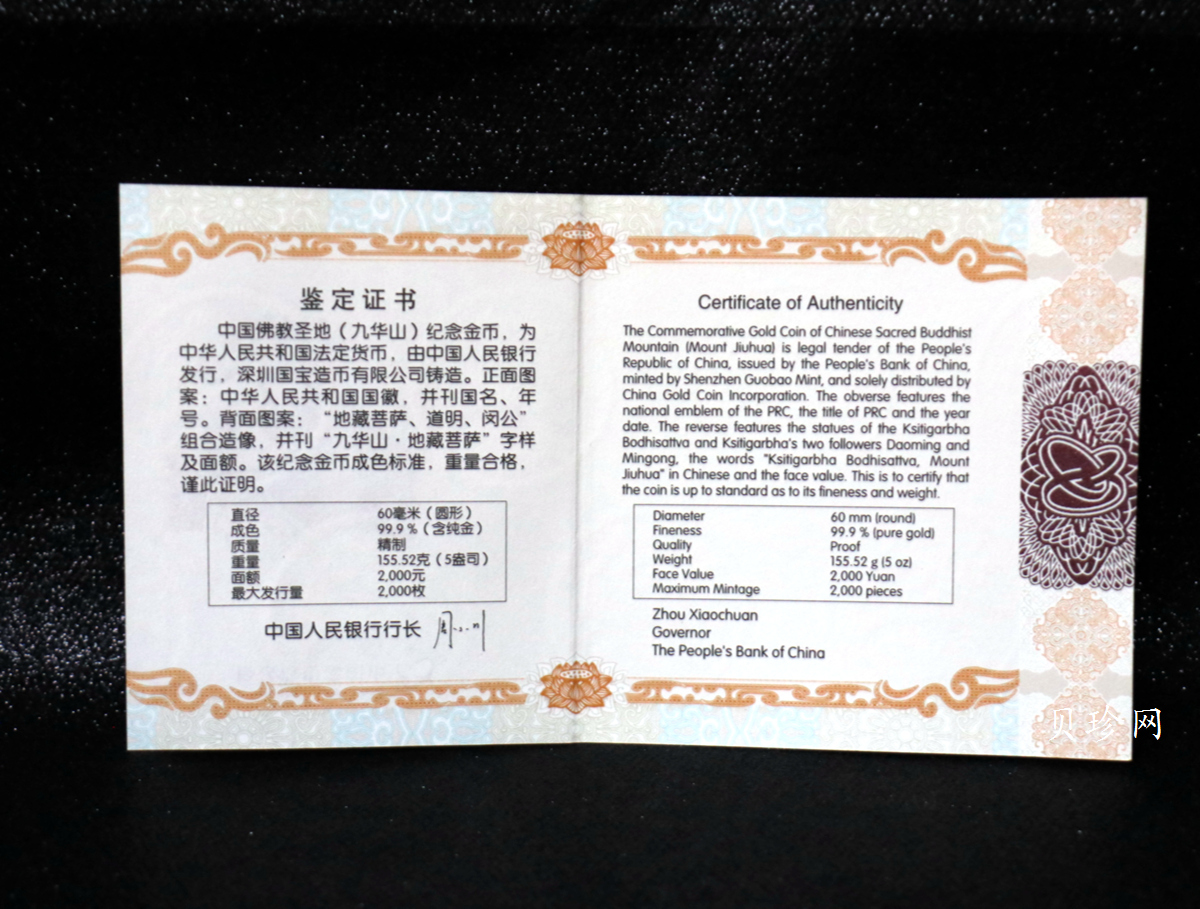 鉴定证书
中国佛教圣地（九华山）纪念金币，为
中华人民共和国法定货币，由中国人民银行
发行，深圳国宝造币有限公司铸造。正面图
案：中华人民共和国国徽，并刊国名、年
号。背面图案：“地藏菩萨、道明、闵公”
组合造像，并刊“九华山·地藏菩萨”字样
及面额。该纪念金币成色标准，重量合格，
谨此证明。
直径 60毫米（圆形）
成色 99.9％（含纯金）
质量 精制
重量 155.52克（5盎司）
面额 2,000元
最大发行量 2,000枚
中国人民银行行长
Certificate of Authenticity
The Commemorative Gold Coin of Chinese Sacred Buddhist
Mountain (Mount Jiuhua) is legal tender of the People's
Republic of China, issued by the People's Bank of China,
minted by Shenzhen Guobao Mint, and solely distributed by
China Gold Coin Incorporation. The obverse features the
national emblem of the PRC, the title of PRC and the year
date. The reverse features the statues of the Ksitigarbha
Bodhisattva and Ksitigarbha's two followers Daoming and
Mingong, the words "Ksitigarbha Bodhisattva, Mount
Jiuhua" in Chinese and the face value. This is to certify that
the coin is up to standard as to its fineness and weight.
Diameter 60 mm (round)
Fineness 99.9 % (pure gold)
Quality Proof
Weight 155.52 g (5 oz)
Face Value 2,000 Yuan
Maximum Mintage 2,000 pieces
Zhou Xiaochuan
Governor
The People's Bank of China
贝珍网